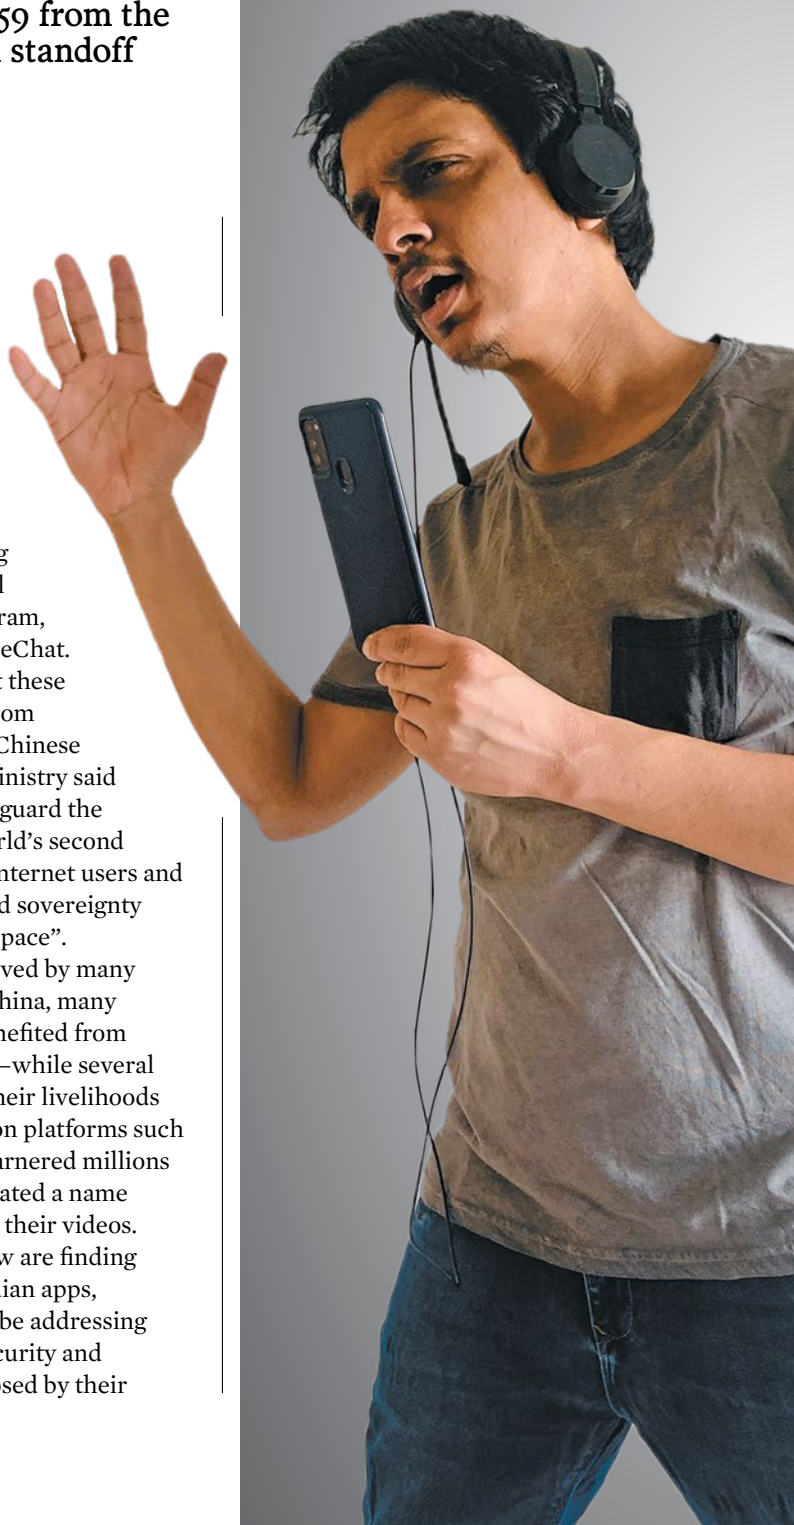 59 from the
standoff
g
l
ram,
eChat.
t these
om
Chinese
inistry said
guard the
rld's second
nternet users and
d sovereignty
pace".
ved by many
hina, many
nefited from
–while several
heir livelihoods
on platforms such
arnered millions
ated a name
their videos.
w are finding
ian apps,
be addressing
curity and
sed by their